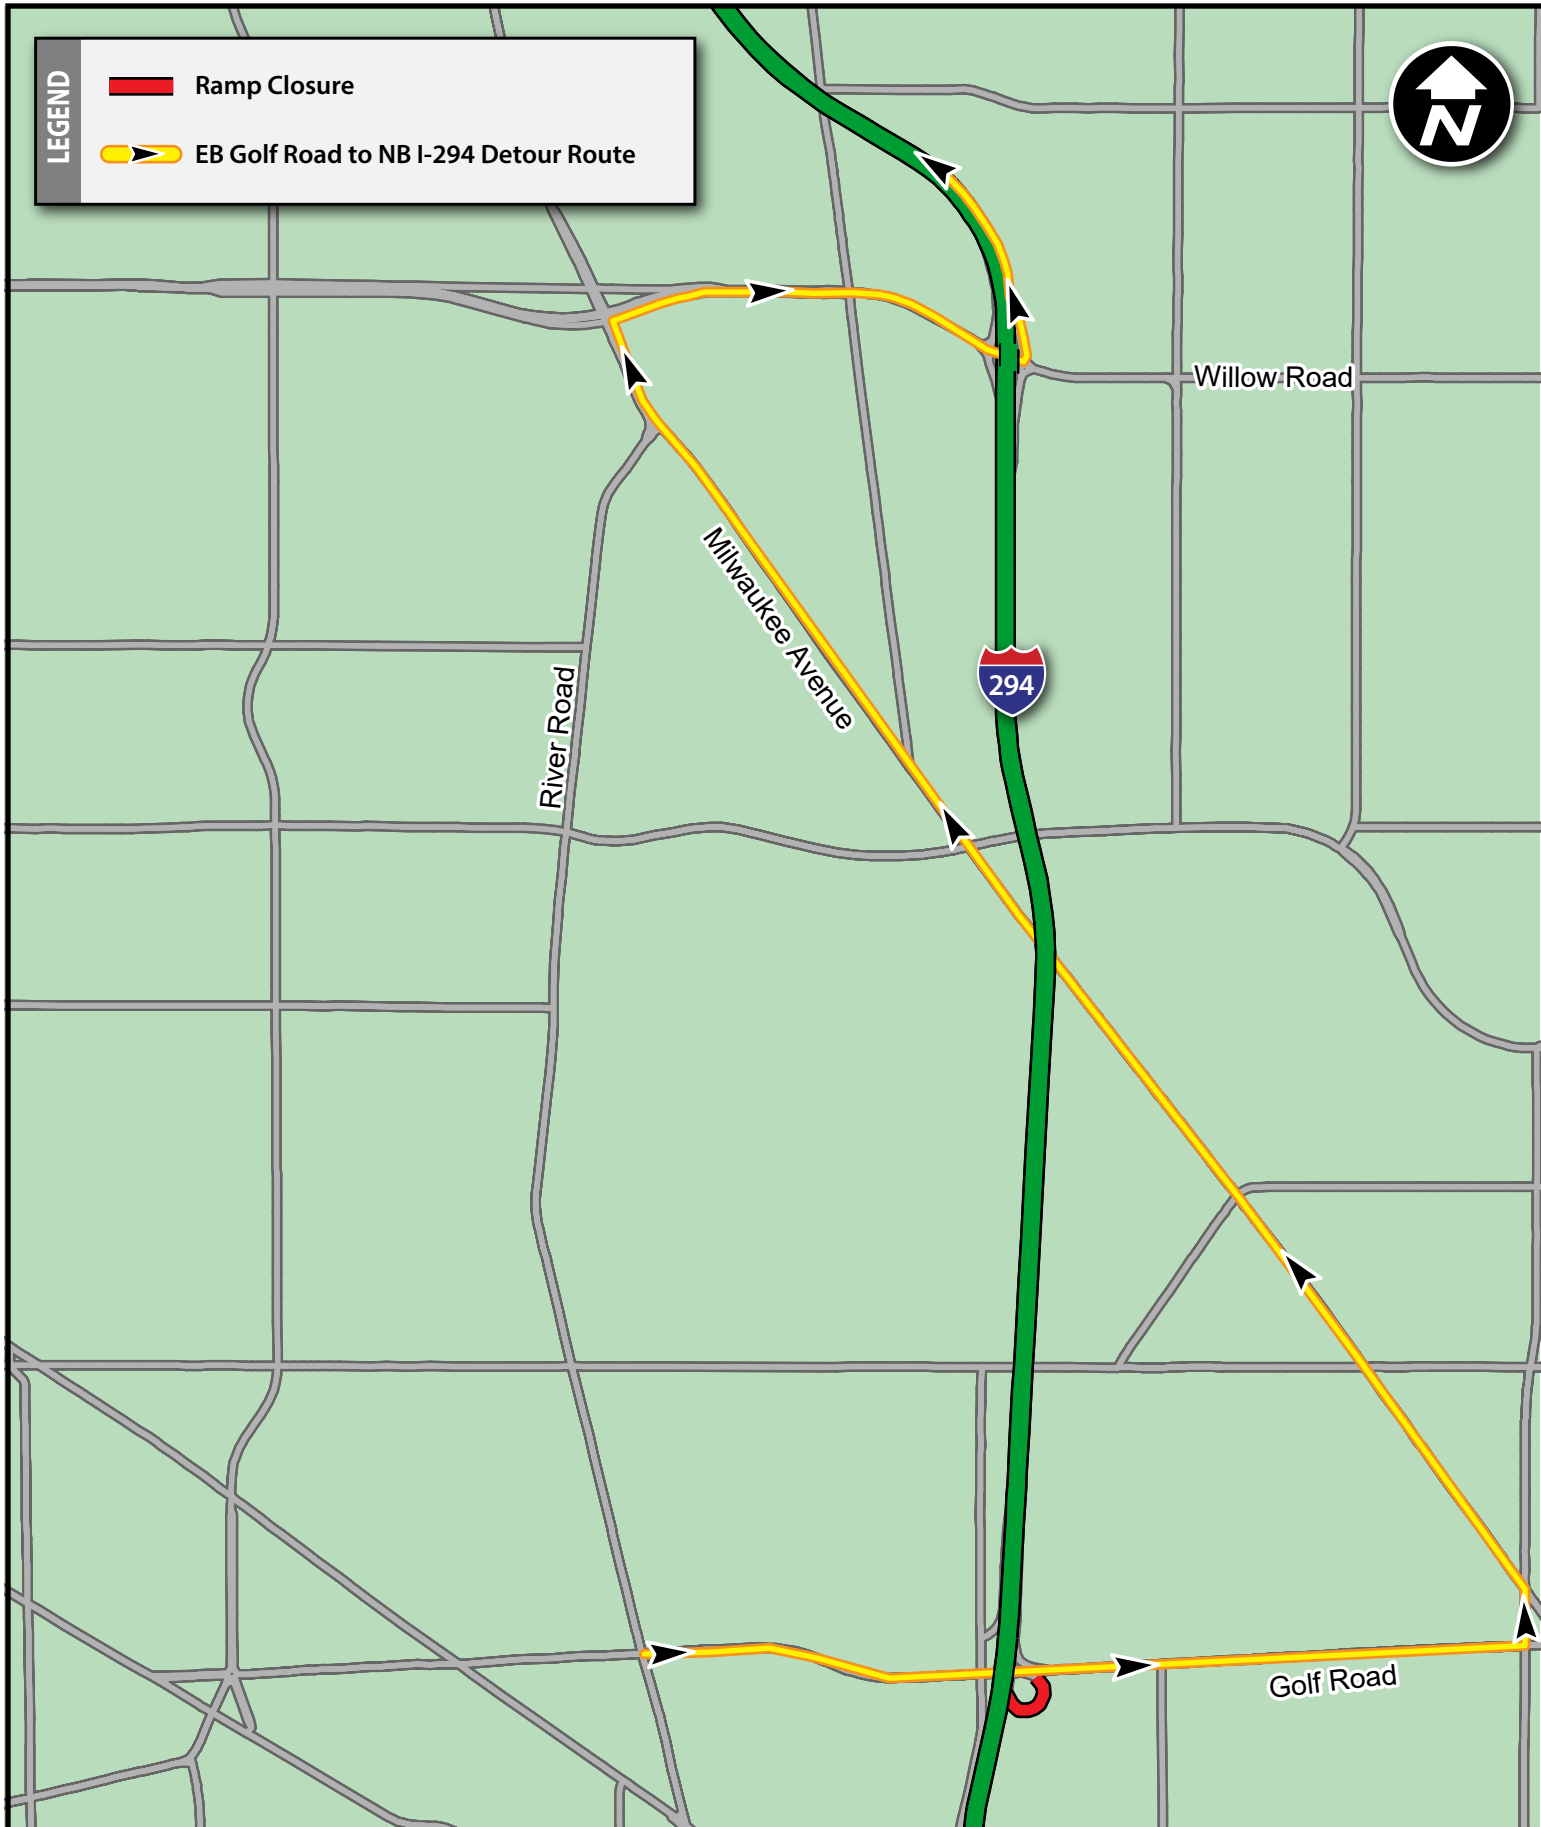 LEGEND
Ramp Closure
EB Golf Road to NB I-294 Detour Route
N
Willow Road
Milwaukee Avenue
294
River Road
Golf Road